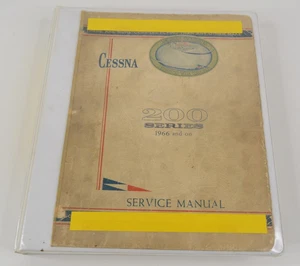 CESSNA
200
SERIES
1966 AND ON
SERVICE MANUAL